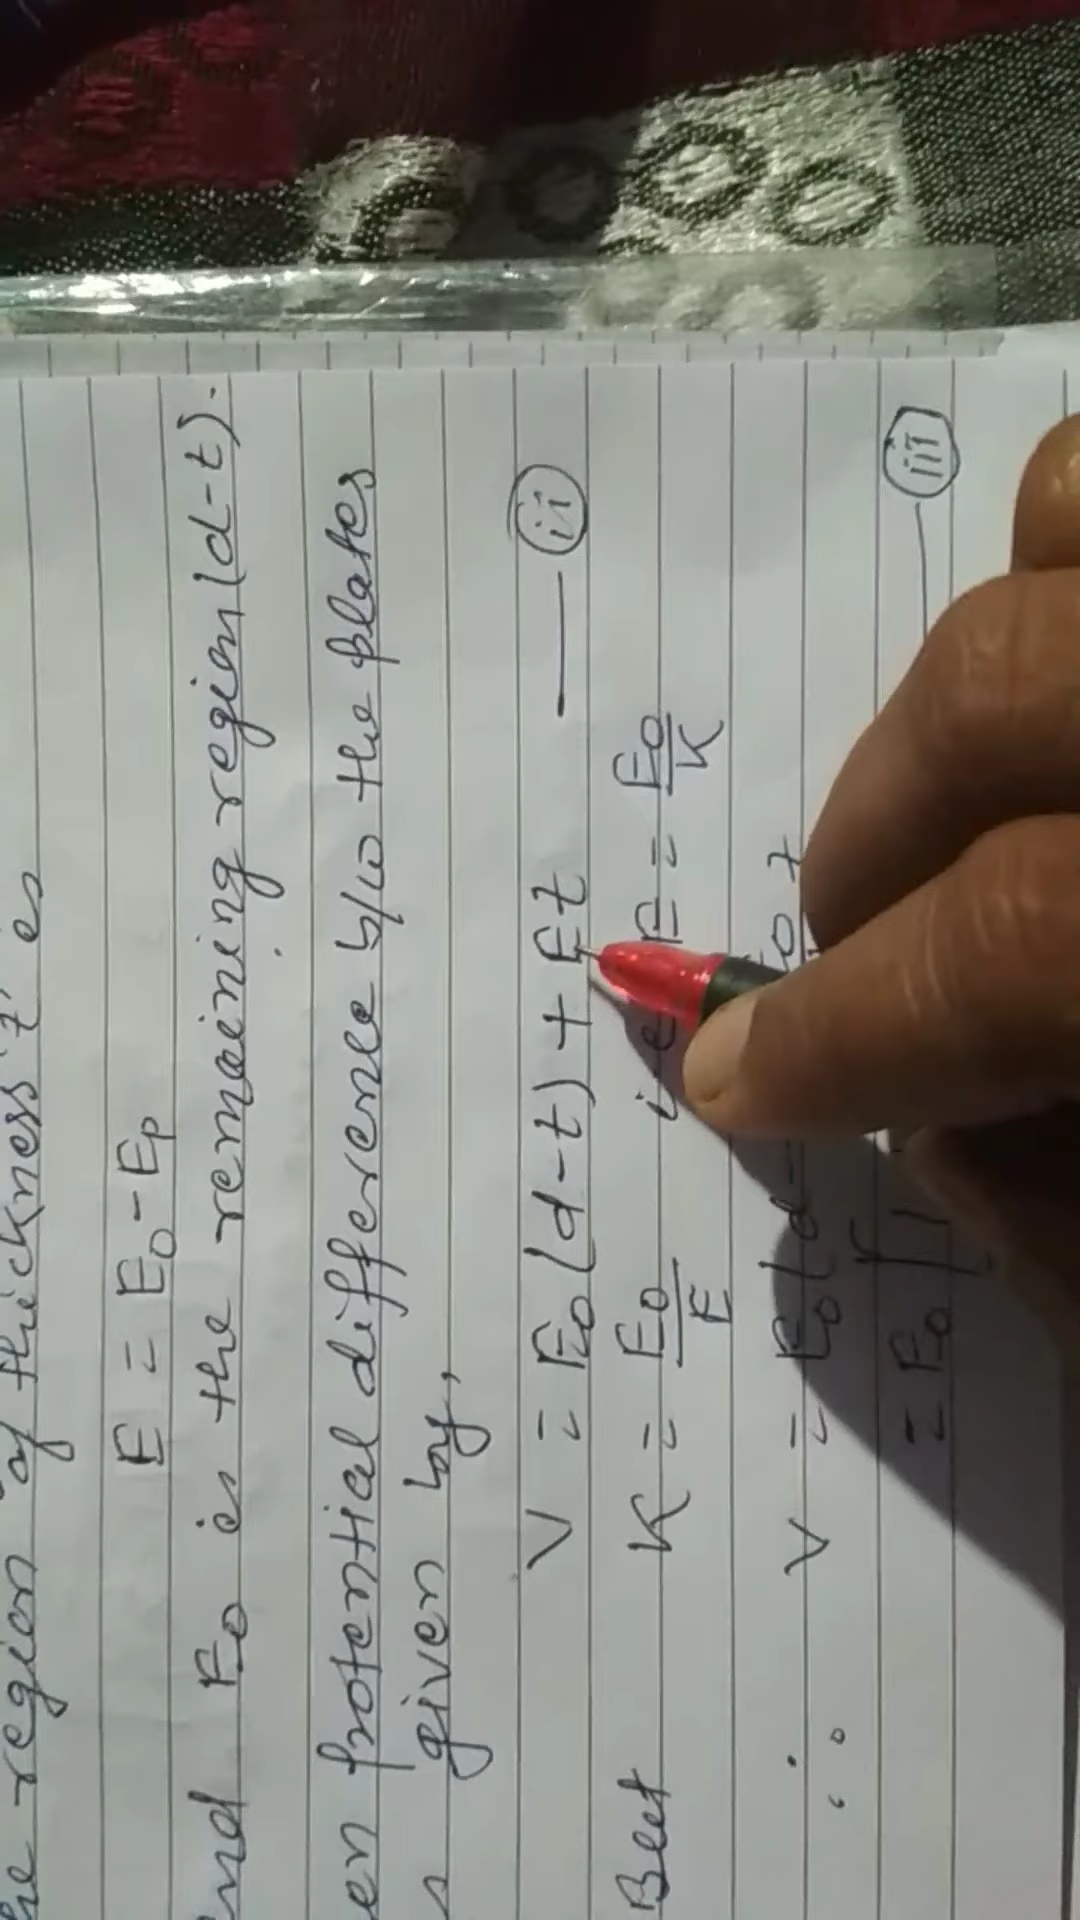 region of thickness 't' is
E = E₀ - Eₚ
and E₀ is the remaining region (d-t).
potential difference b/w the plates
given by,
V = E₀(d-t) + Et — (ii)
But K = E₀/E i.e E = E₀/K
∴ V = E₀(d-
= E₀ [ — (iii)